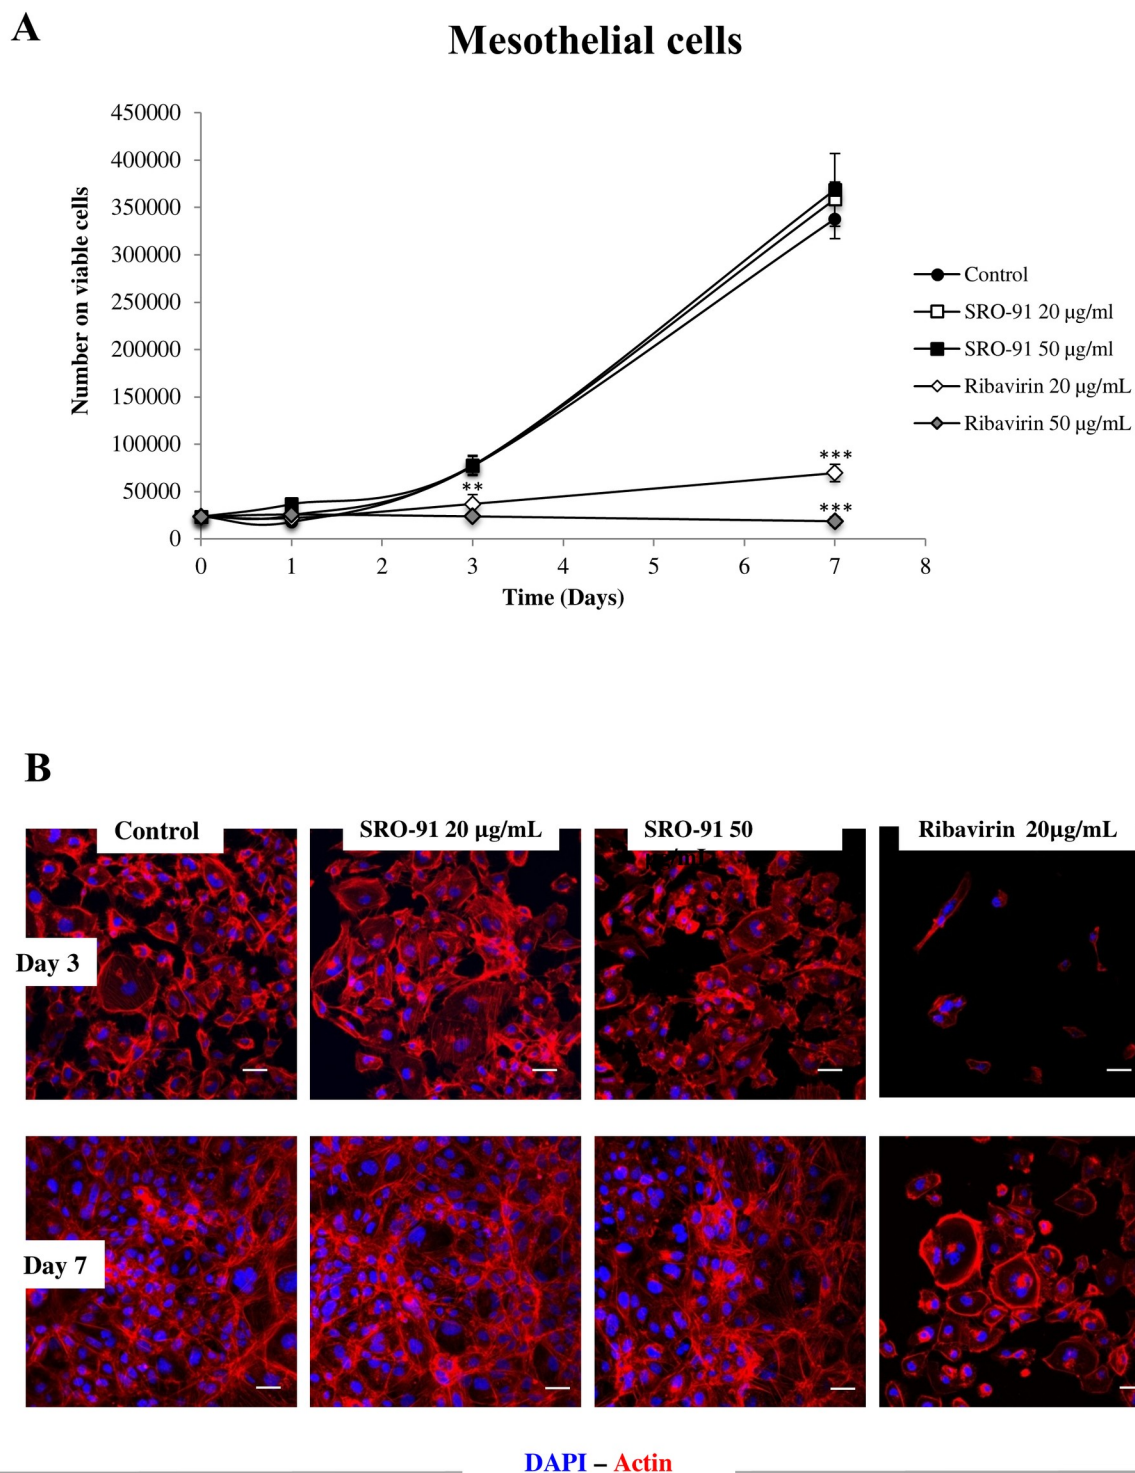 A
Mesothelial cells
450000
400000
350000
300000
250000
200000
150000
100000
50000
0
Number on viable cells
0 1 2 3 4 5 6 7 8
Time (Days)
**
***
***
Control
SRO-91 20 µg/ml
SRO-91 50 µg/ml
Ribavirin 20 µg/mL
Ribavirin 50 µg/mL
B
Control
SRO-91 20 µg/mL
SRO-91 50
Ribavirin 20µg/mL
Day 3
Day 7
DAPI – Actin